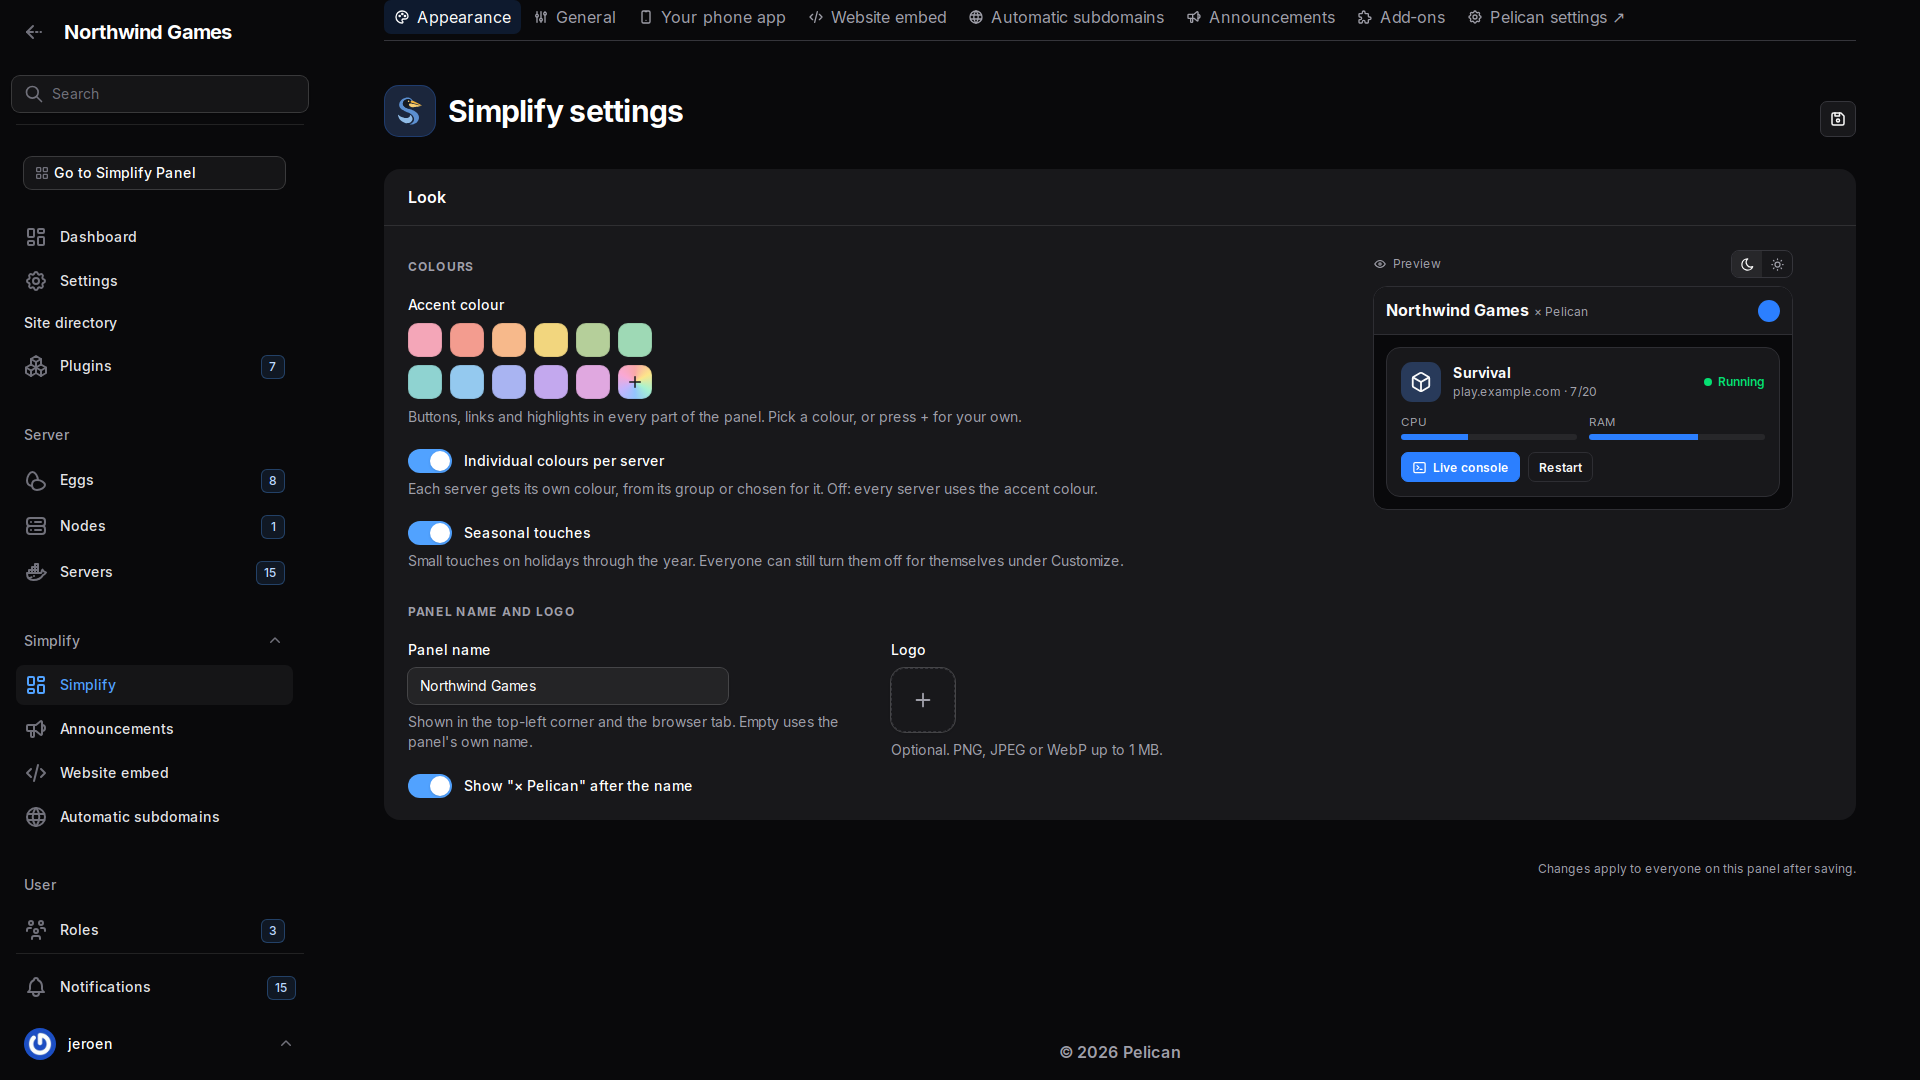 Northwind Games
Search
Go to Simplify Panel
Dashboard
Settings
Site directory
Plugins 7
Server
Eggs 8
Nodes 1
Servers 15
Simplify
Simplify
Announcements
Website embed
Automatic subdomains
User
Roles 3
Notifications 15
jeroen
Appearance General Your phone app Website embed Automatic subdomains Announcements Add-ons Pelican settings ↗
Simplify settings
Look
COLOURS
Accent colour
Buttons, links and highlights in every part of the panel. Pick a colour, or press + for your own.
Individual colours per server
Each server gets its own colour, from its group or chosen for it. Off: every server uses the accent colour.
Seasonal touches
Small touches on holidays through the year. Everyone can still turn them off for themselves under Customize.
PANEL NAME AND LOGO
Panel name
Northwind Games
Shown in the top-left corner and the browser tab. Empty uses the
panel's own name.
Logo
Optional. PNG, JPEG or WebP up to 1 MB.
Show "× Pelican" after the name
Preview
Northwind Games × Pelican
Survival
play.example.com · 7/20
Running
CPU RAM
Live console Restart
Changes apply to everyone on this panel after saving.
© 2026 Pelican